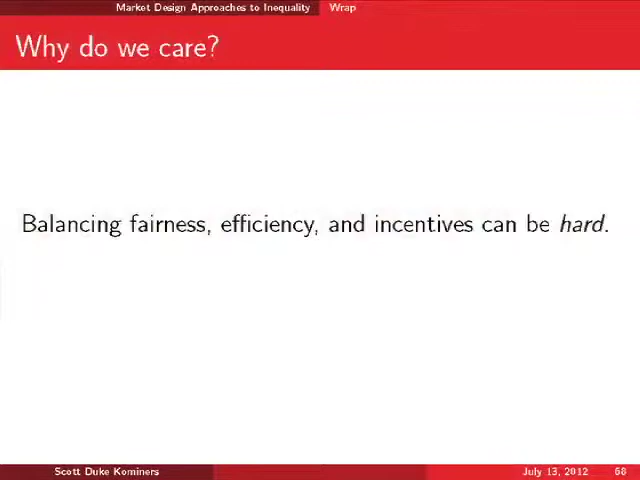 Market Design Approaches to Inequality Wrap
Why do we care?
Balancing fairness, efficiency, and incentives can be hard.
Scott Duke Kominers July 13, 2012 68